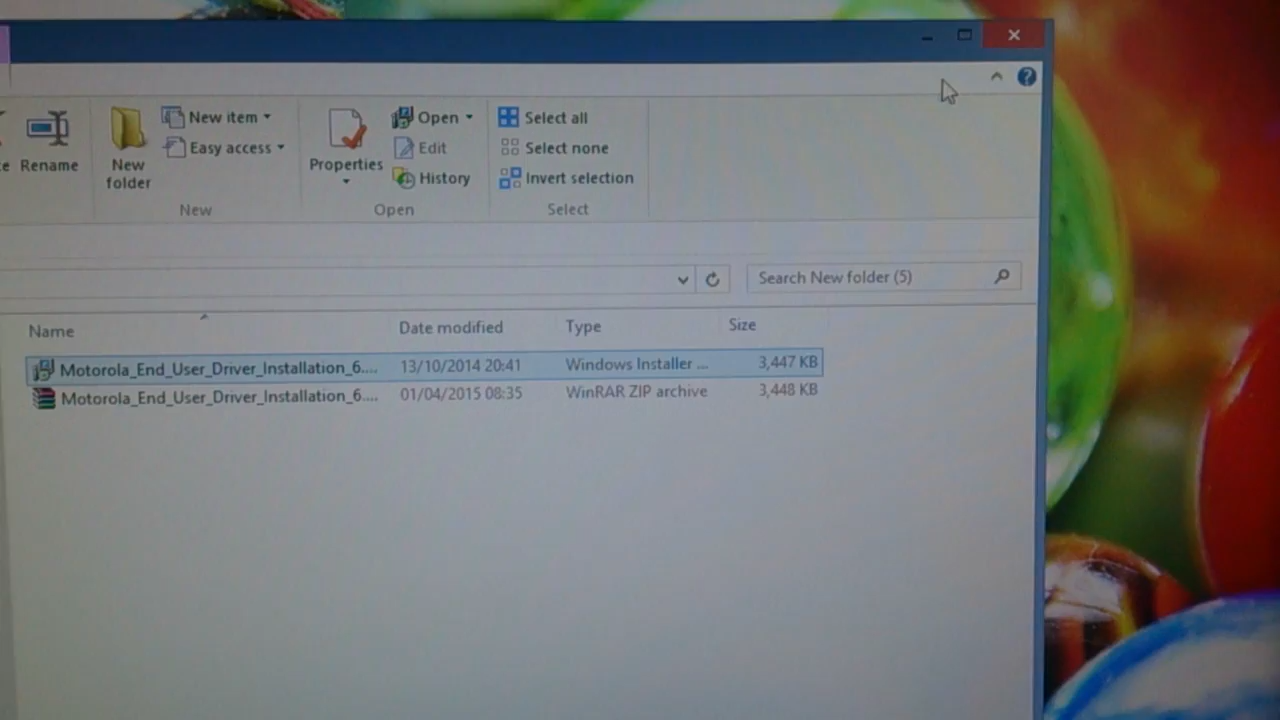 New item
Open
Select all
Rename
New folder
Easy access
Properties
Edit
Select none
History
Invert selection
New
Open
Select
Search New folder (5)
Name Date modified Type Size
Motorola_End_User_Driver_Installation_6.... 13/10/2014 20:41 Windows Installer ... 3,447 KB
Motorola_End_User_Driver_Installation_6.... 01/04/2015 08:35 WinRAR ZIP archive 3,448 KB